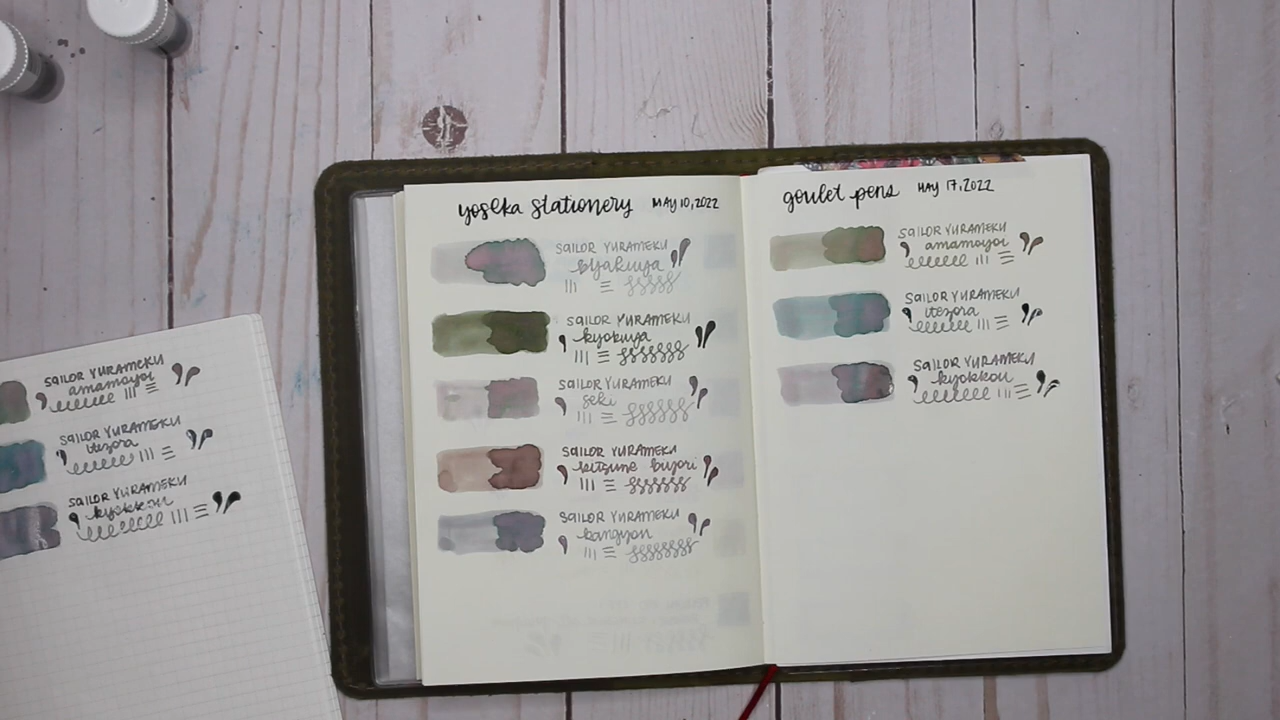 yoseka stationery MAY 10, 2022
SAILOR YURAMEKU
byakuya
SAILOR YURAMEKU
kyokuya
SAILOR YURAMEKU
seki
SAILOR YURAMEKU
kitsune biyori
SAILOR YURAMEKU
kangyou
goulet pens MAY 17, 2022
SAILOR YURAMEKU
amamoyoi
SAILOR YURAMEKU
itezora
SAILOR YURAMEKU
kyokkou
SAILOR YURAMEKU
amamoyoi
SAILOR YURAMEKU
itezora
SAILOR YURAMEKU
kyokkou